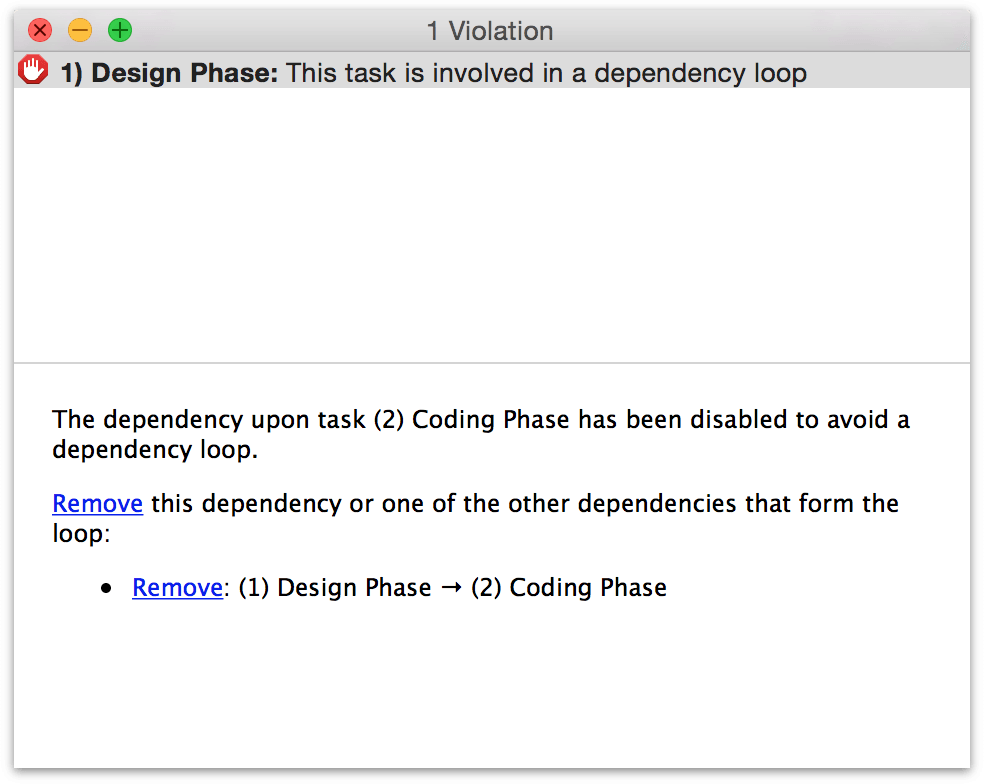 1 Violation
1) Design Phase: This task is involved in a dependency loop
The dependency upon task (2) Coding Phase has been disabled to avoid a
dependency loop.
Remove this dependency or one of the other dependencies that form the
loop:
• Remove: (1) Design Phase → (2) Coding Phase